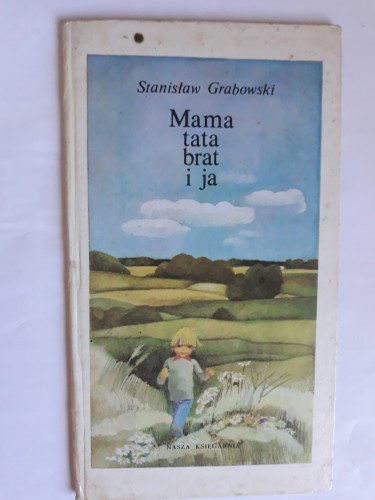 Stanisław Grabowski
Mama
tata
brat
i ja
NASZA KSIĘGARNIA